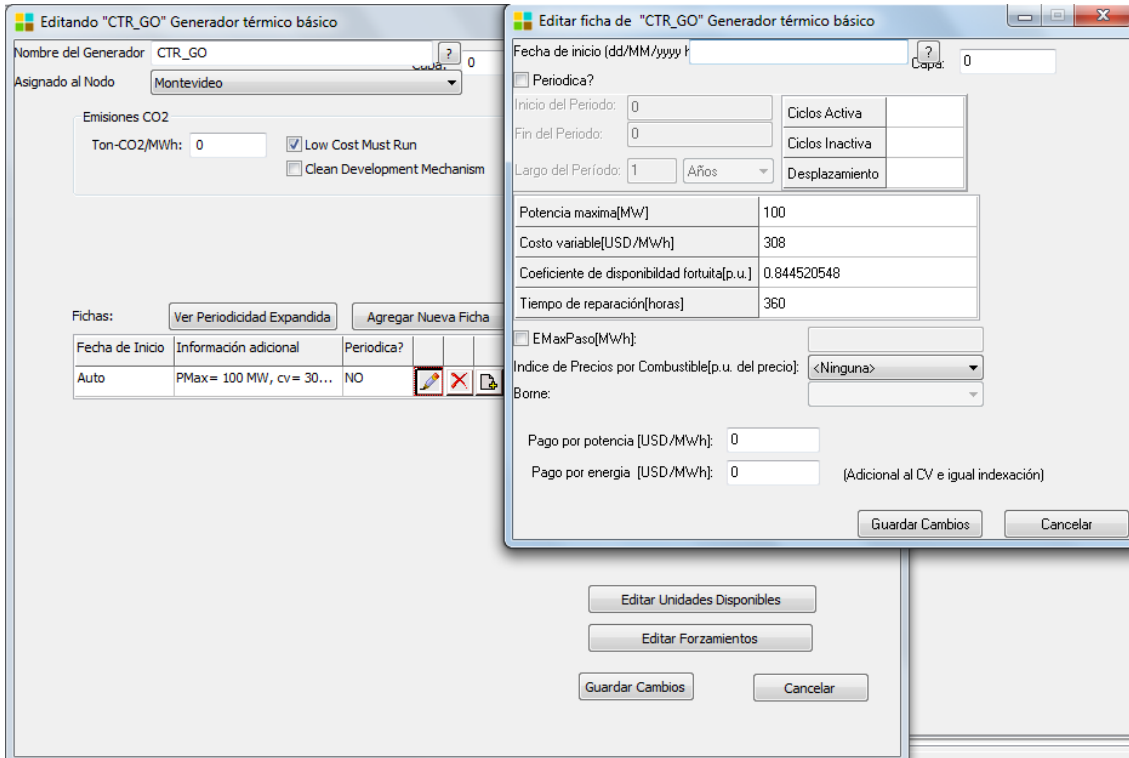 Editando "CTR_GO" Generador térmico básico
Nombre del Generador CTR_GO ? 0
Asignado al Nodo Montevideo
Emisiones CO2
Ton-CO2/MWh: 0 Low Cost Must Run
Clean Development Mechanism
Fichas: Ver Periodicidad Expandida Agregar Nueva Ficha
Fecha de Inicio Información adicional Periodica?
Auto PMax= 100 MW, cv= 30... NO
Editar Unidades Disponibles
Editar Forzamientos
Guardar Cambios Cancelar
Editar ficha de "CTR_GO" Generador térmico básico
Fecha de inicio (dd/MM/yyyy ? Capa: 0
Periodica?
Inicio del Periodo: 0
Fin del Periodo: 0
Largo del Período: 1 Años
Ciclos Activa
Ciclos Inactiva
Desplazamiento
Potencia maxima[MW] 100
Costo variable[USD/MWh] 308
Coeficiente de disponibildad fortuita[p.u.] 0.844520548
Tiempo de reparación[horas] 360
EMaxPaso[MWh]:
Indice de Precios por Combustible[p.u. del precio]: <Ninguna>
Borne:
Pago por potencia [USD/MWh]: 0
Pago por energia [USD/MWh]: 0 (Adicional al CV e igual indexación)
Guardar Cambios Cancelar